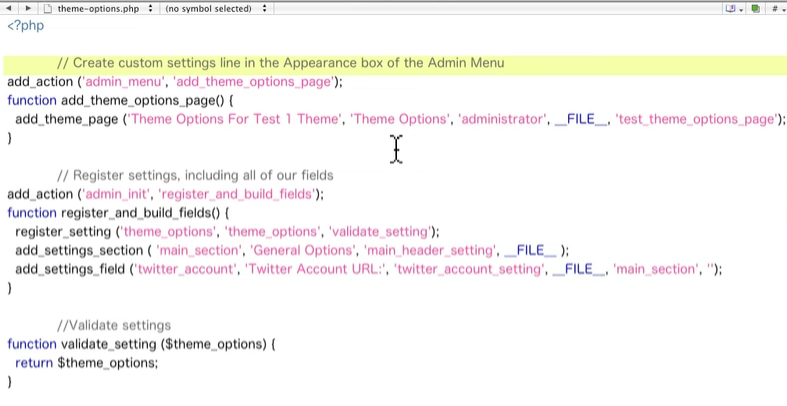 theme-options.php (no symbol selected) #
<?php
// Create custom settings line in the Appearance box of the Admin Menu
add_action ('admin_menu', 'add_theme_options_page');
function add_theme_options_page() {
add_theme_page ('Theme Options For Test 1 Theme', 'Theme Options', 'administrator', __FILE__, 'test_theme_options_page');
}
// Register settings, including all of our fields
add_action ('admin_init', 'register_and_build_fields');
function register_and_build_fields() {
register_setting ('theme_options', 'theme_options', 'validate_setting');
add_settings_section ( 'main_section', 'General Options', 'main_header_setting', __FILE__ );
add_settings_field ('twitter_account', 'Twitter Account URL:', 'twitter_account_setting', __FILE__, 'main_section', '');
}
//Validate settings
function validate_setting ($theme_options) {
return $theme_options;
}